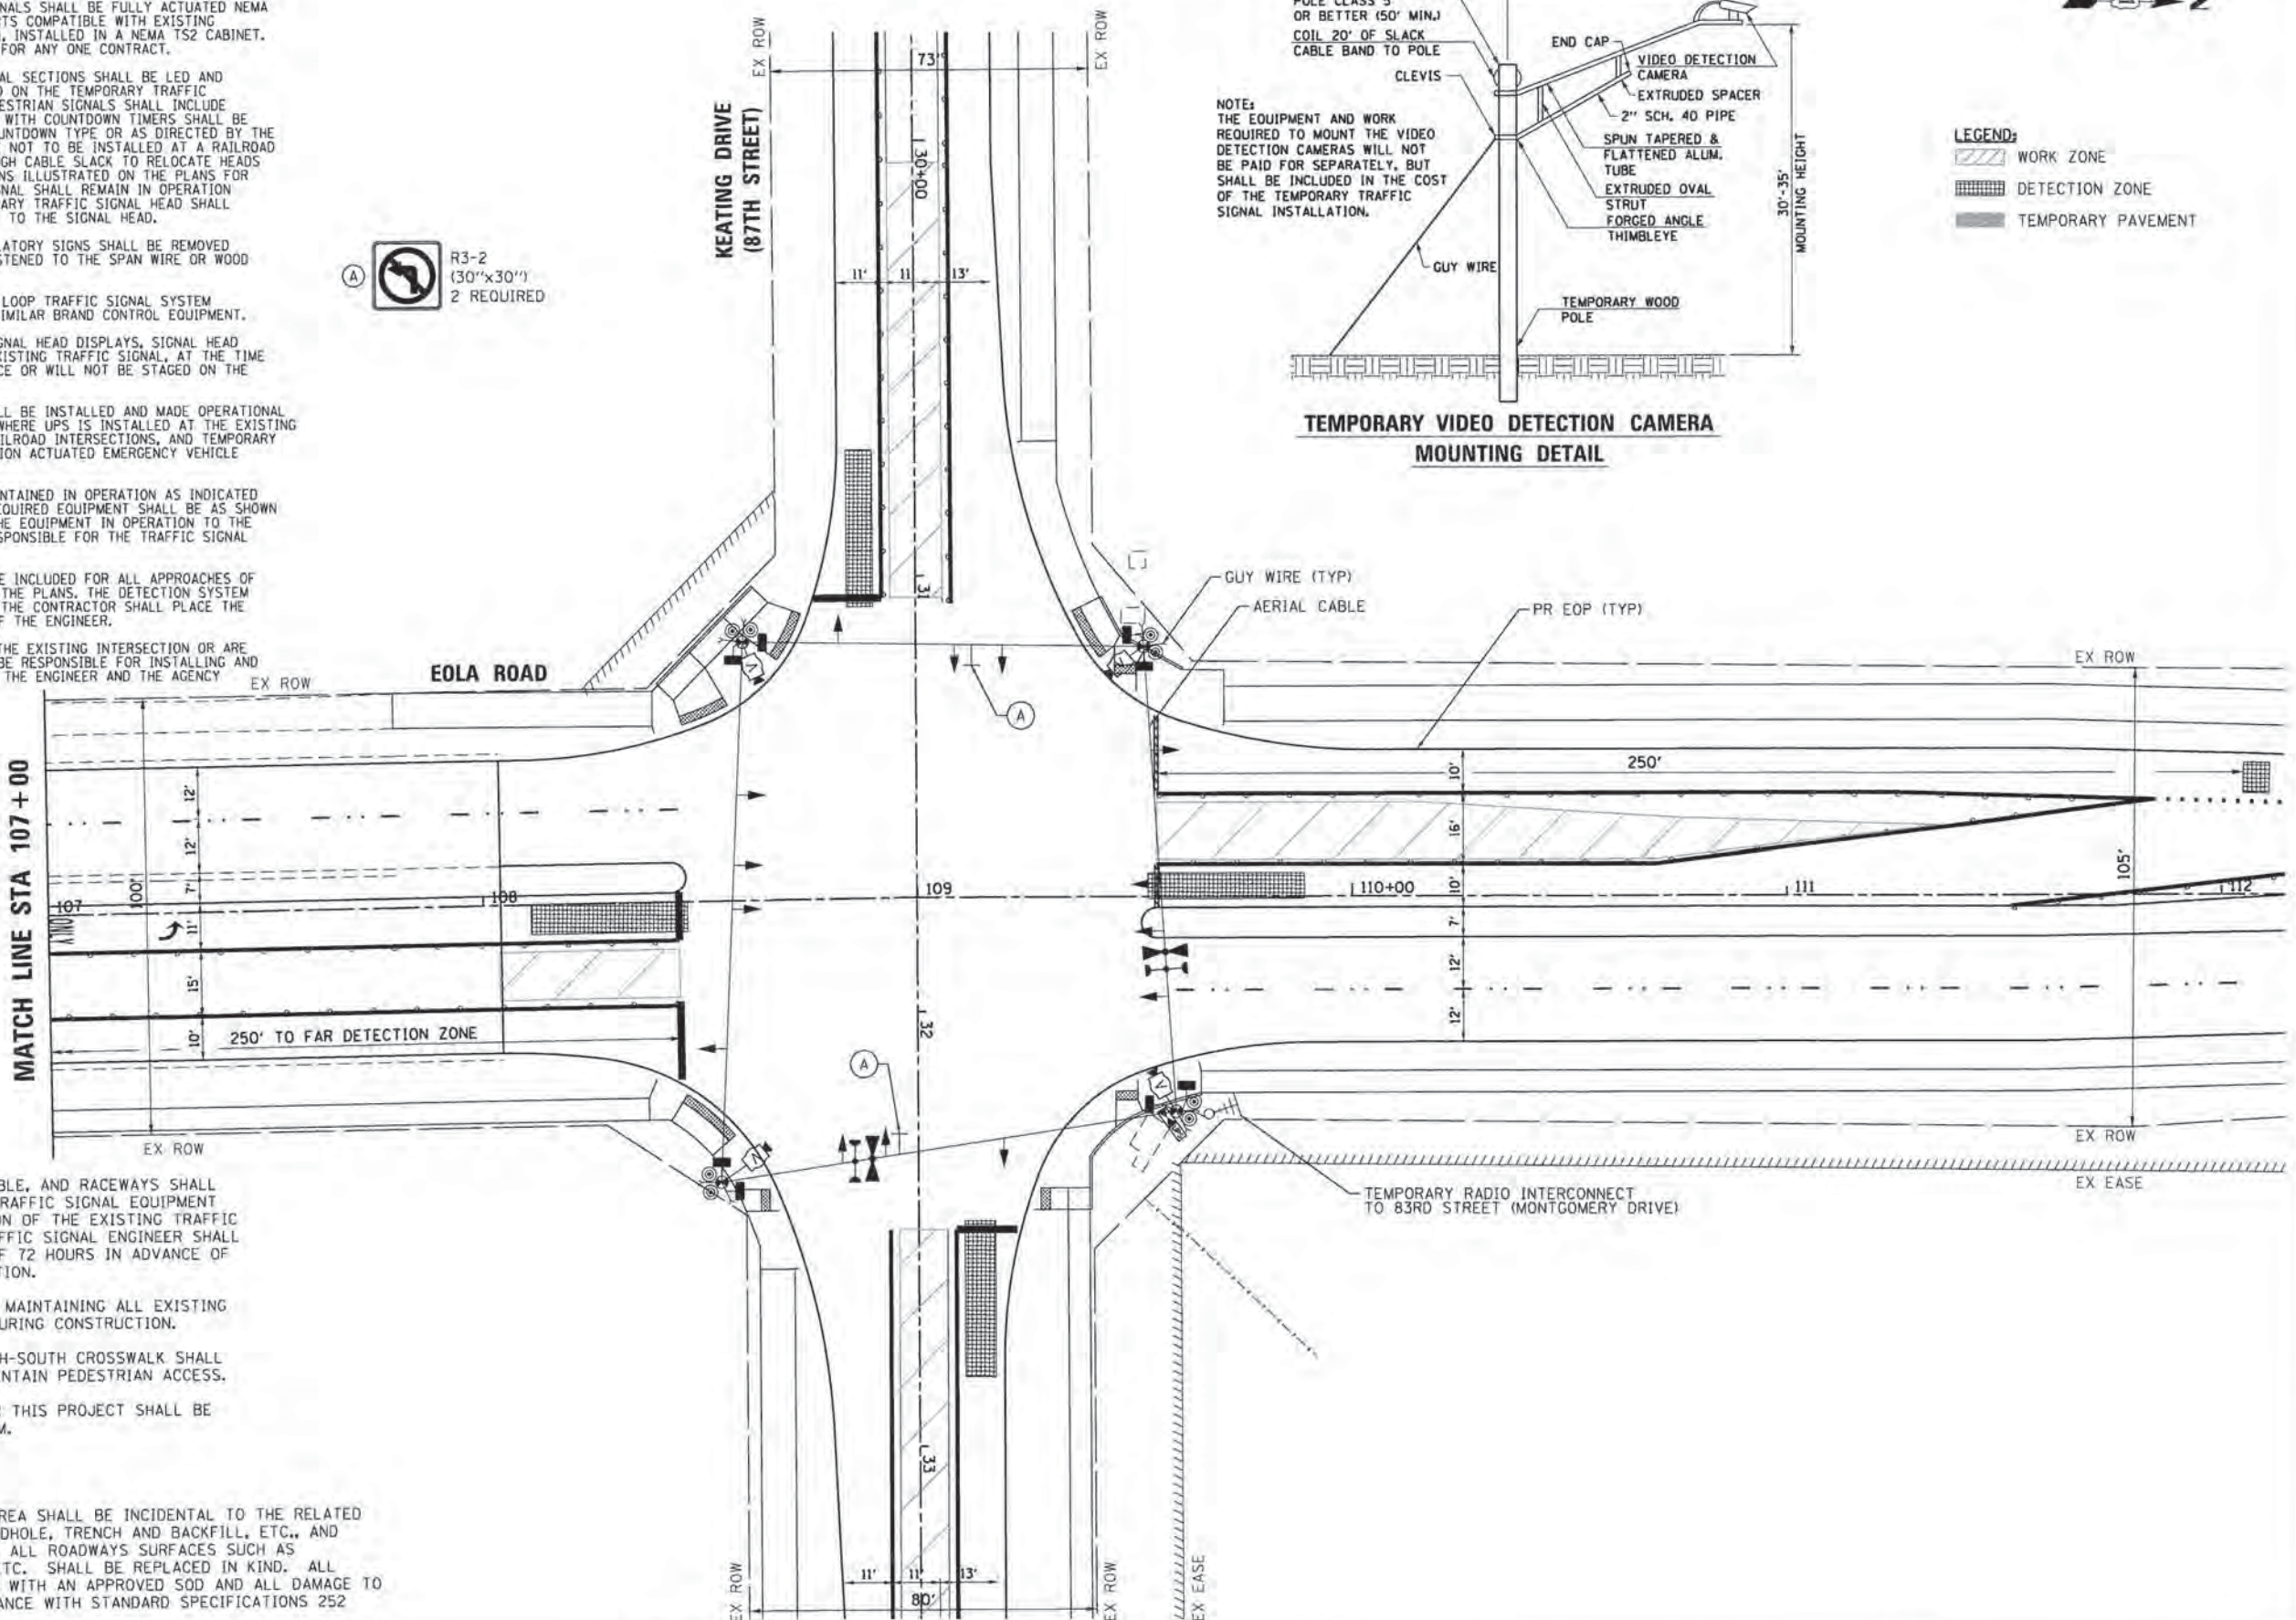 NALS SHALL BE FULLY ACTUATED NEMA
TS COMPATIBLE WITH EXISTING
INSTALLED IN A NEMA TS2 CABINET.
FOR ANY ONE CONTRACT.
AL SECTIONS SHALL BE LED AND
ON THE TEMPORARY TRAFFIC
ESTRIAN SIGNALS SHALL INCLUDE
WITH COUNTDOWN TIMERS SHALL BE
UNTDOWN TYPE OR AS DIRECTED BY THE
NOT TO BE INSTALLED AT A RAILROAD
GH CABLE SLACK TO RELOCATE HEADS
NS ILLUSTRATED ON THE PLANS FOR
GNAL SHALL REMAIN IN OPERATION
ARY TRAFFIC SIGNAL HEAD SHALL
TO THE SIGNAL HEAD.
LATORY SIGNS SHALL BE REMOVED
STENED TO THE SPAN WIRE OR WOOD
LOOP TRAFFIC SIGNAL SYSTEM
IMILAR BRAND CONTROL EQUIPMENT.
GNAL HEAD DISPLAYS, SIGNAL HEAD
XISTING TRAFFIC SIGNAL, AT THE TIME
CE OR WILL NOT BE STAGED ON THE
LL BE INSTALLED AND MADE OPERATIONAL
WHERE UPS IS INSTALLED AT THE EXISTING
ILROAD INTERSECTIONS, AND TEMPORARY
ION ACTUATED EMERGENCY VEHICLE
NTAINED IN OPERATION AS INDICATED
EQUIRED EQUIPMENT SHALL BE AS SHOWN
HE EQUIPMENT IN OPERATION TO THE
SPONSIBLE FOR THE TRAFFIC SIGNAL
E INCLUDED FOR ALL APPROACHES OF
THE PLANS. THE DETECTION SYSTEM
THE CONTRACTOR SHALL PLACE THE
F THE ENGINEER.
THE EXISTING INTERSECTION OR ARE
BE RESPONSIBLE FOR INSTALLING AND
THE ENGINEER AND THE AGENCY
A
R3-2
(30"x30")
2 REQUIRED
KEATING DRIVE
(87TH STREET)
EX ROW
73'
EX ROW
30+00
11'
11
13'
31
POLE CLASS 5
OR BETTER (50' MIN.)
COIL 20' OF SLACK
CABLE BAND TO POLE
CLEVIS
END CAP
VIDEO DETECTION
CAMERA
EXTRUDED SPACER
2" SCH. 40 PIPE
SPUN TAPERED &
FLATTENED ALUM.
TUBE
EXTRUDED OVAL
STRUT
FORGED ANGLE
THIMBLEYE
GUY WIRE
TEMPORARY WOOD
POLE
30'-35'
MOUNTING HEIGHT
NOTE:
THE EQUIPMENT AND WORK
REQUIRED TO MOUNT THE VIDEO
DETECTION CAMERAS WILL NOT
BE PAID FOR SEPARATELY, BUT
SHALL BE INCLUDED IN THE COST
OF THE TEMPORARY TRAFFIC
SIGNAL INSTALLATION.
TEMPORARY VIDEO DETECTION CAMERA
MOUNTING DETAIL
LEGEND:
WORK ZONE
DETECTION ZONE
TEMPORARY PAVEMENT
Z
GUY WIRE (TYP)
AERIAL CABLE
PR EOP (TYP)
EX ROW
EOLA ROAD
EX ROW
V
V
A
MATCH LINE STA 107+00
12'
12'
7'
11'
15'
10'
100'
107
ONLY
108
109
110+00
111
112
250'
10'
16'
10'
7'
12'
12'
105'
250' TO FAR DETECTION ZONE
32
A
V
V
EX ROW
EX ROW
EX EASE
TEMPORARY RADIO INTERCONNECT
TO 83RD STREET (MONTGOMERY DRIVE)
BLE, AND RACEWAYS SHALL
RAFFIC SIGNAL EQUIPMENT
ON OF THE EXISTING TRAFFIC
FFIC SIGNAL ENGINEER SHALL
F 72 HOURS IN ADVANCE OF
TION.
MAINTAINING ALL EXISTING
URING CONSTRUCTION.
H-SOUTH CROSSWALK SHALL
NTAIN PEDESTRIAN ACCESS.
THIS PROJECT SHALL BE
M.
REA SHALL BE INCIDENTAL TO THE RELATED
DHOLE, TRENCH AND BACKFILL, ETC., AND
ALL ROADWAYS SURFACES SUCH AS
TC. SHALL BE REPLACED IN KIND. ALL
WITH AN APPROVED SOD AND ALL DAMAGE TO
ANCE WITH STANDARD SPECIFICATIONS 252
33
EX ROW
11'
11'
13'
80'
EX ROW
EX EASE